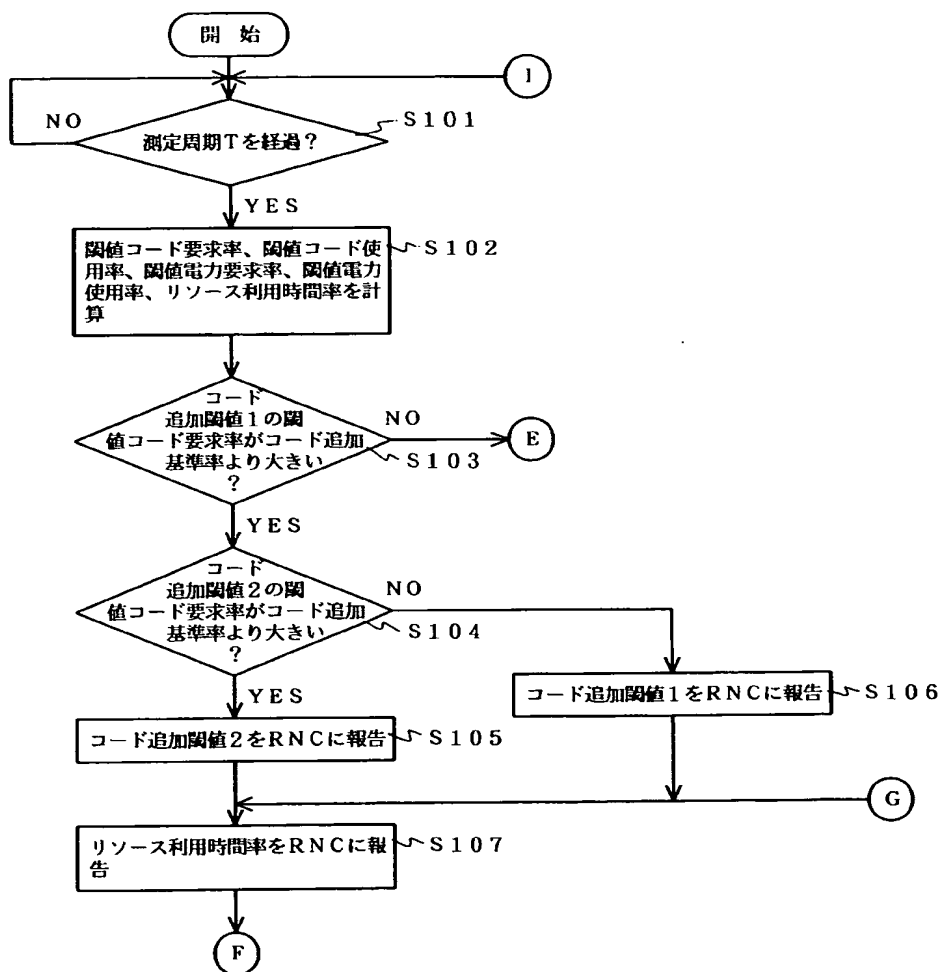 開 始
I
NO
S101
測定周期Tを経過?
YES
閾値コード要求率、閾値コード使
用率、閾値電力要求率、閾値電力
使用率、リソース利用時間率を計
算
S102
コード
追加閾値1の閾
値コード要求率がコード追加
基準率より大きい
?
NO
E
S103
YES
コード
追加閾値2の閾
値コード要求率がコード追加
基準率より大きい
?
NO
S104
YES
コード追加閾値1をRNCに報告
S106
コード追加閾値2をRNCに報告
S105
G
リソース利用時間率をRNCに報
告
S107
F